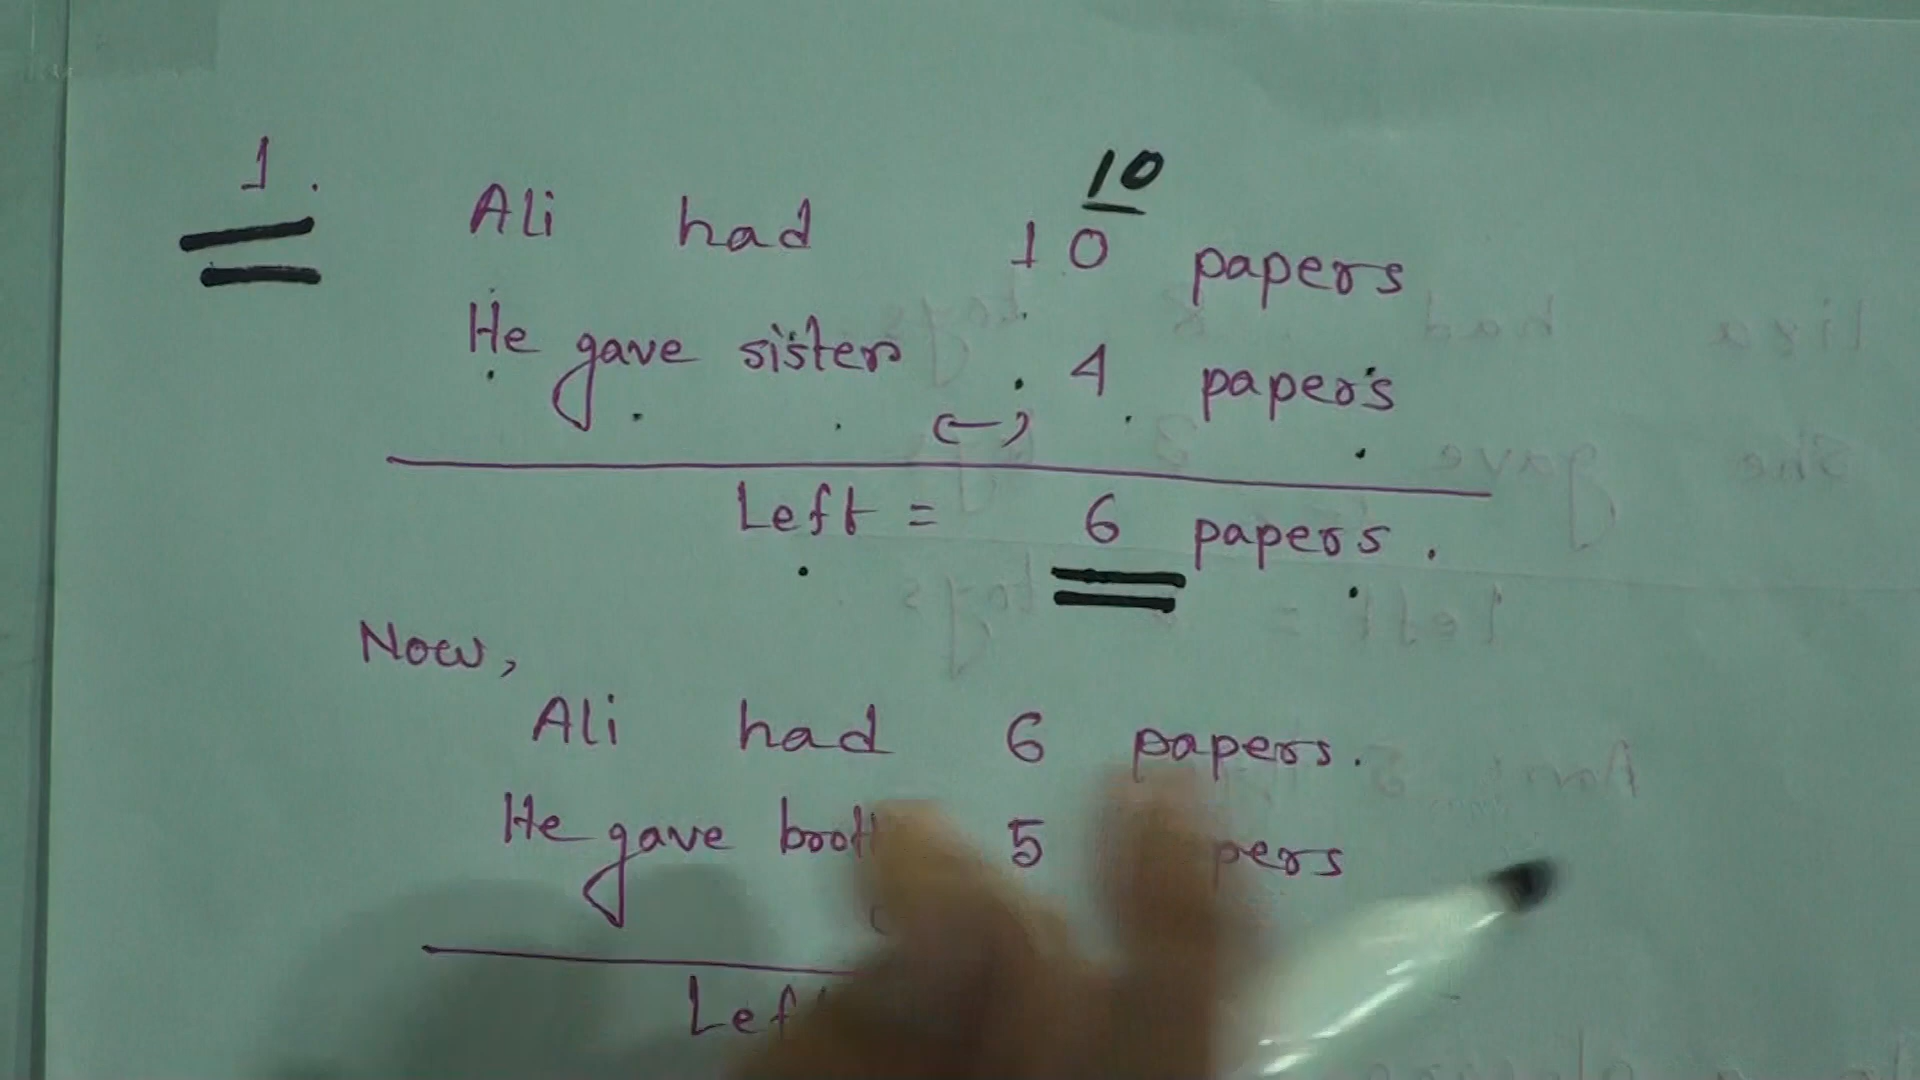 1.
10
Ali had 10 papers
He gave sister 4 papers
(-)
Left = 6 papers.
Now,
Ali had 6 papers.
He gave 5